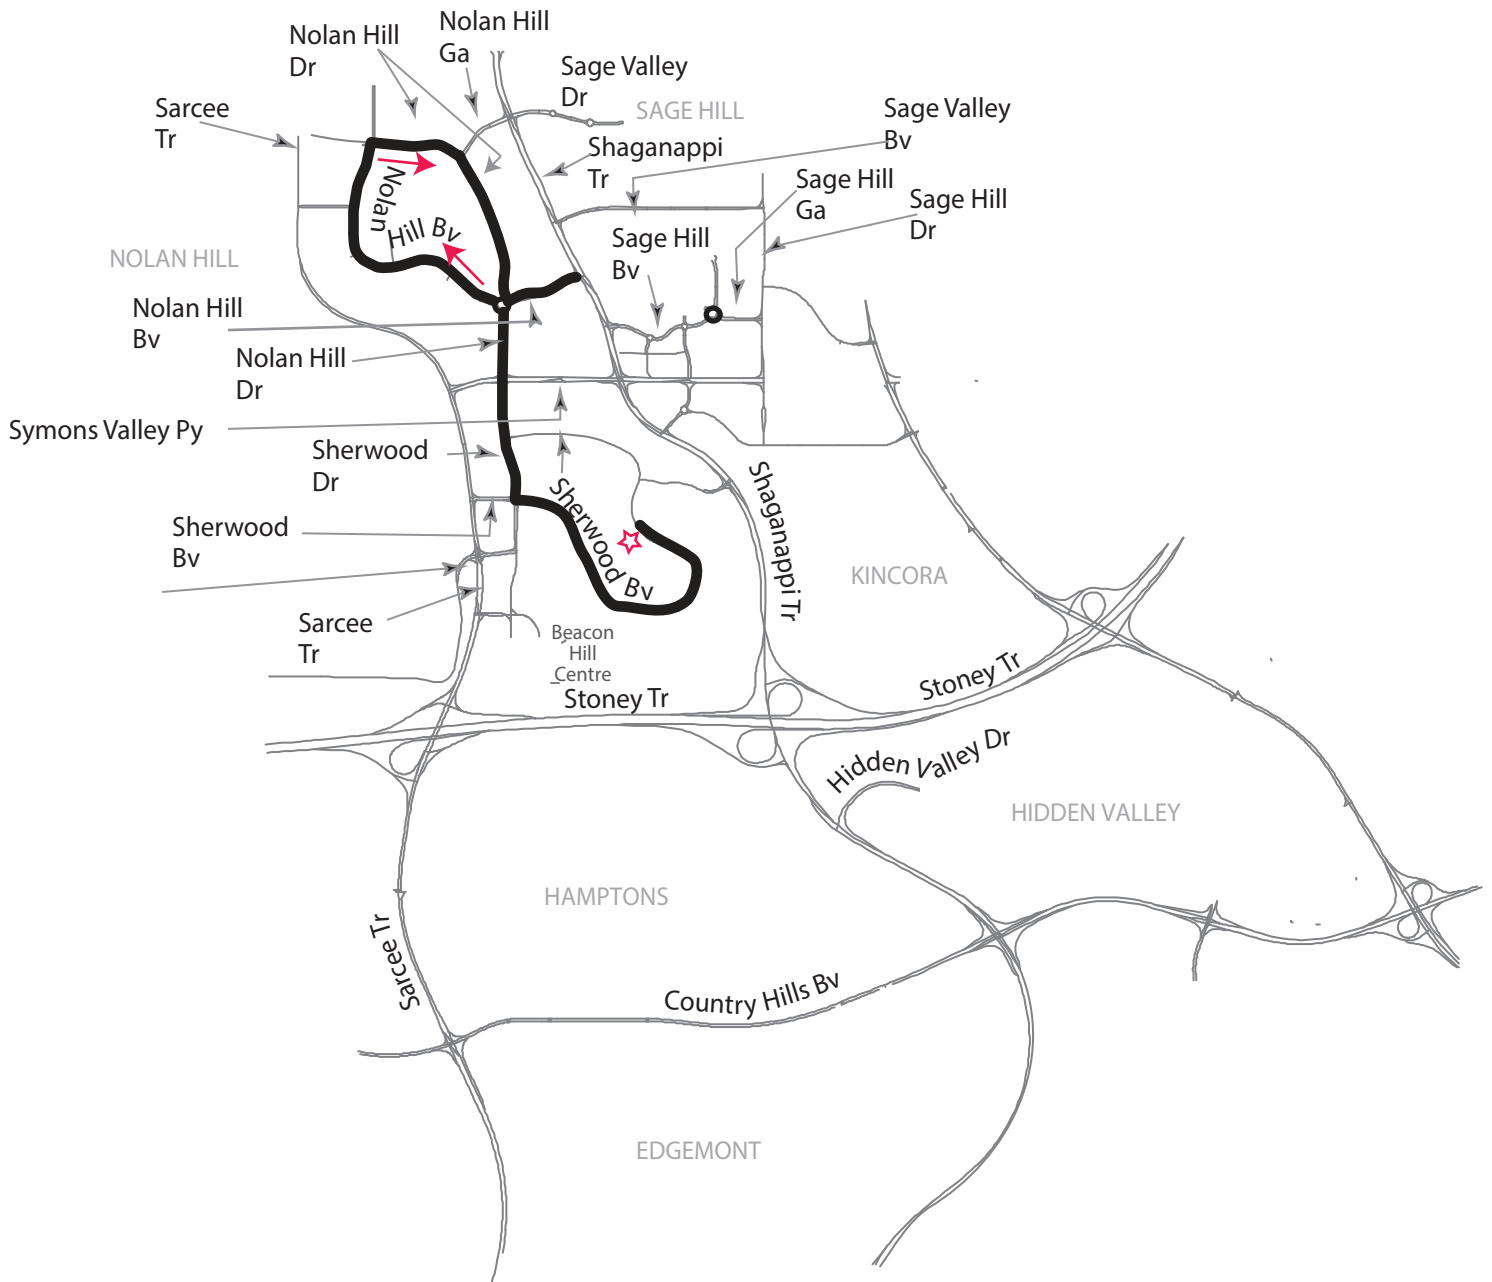 Nolan Hill
Dr
Nolan Hill
Ga
Sage Valley
Dr
SAGE HILL
Sarcee
Tr
Sage Valley
Bv
Shaganappi
Tr
Sage Hill
Ga
Sage Hill
Dr
Nolan
Hill Bv
Sage Hill
Bv
NOLAN HILL
Nolan Hill
Bv
Nolan Hill
Dr
Symons Valley Py
Sherwood
Dr
Sherwood Bv
Shaganappi Tr
Sherwood
Bv
KINCORA
Sarcee
Tr
Beacon
Hill
Centre
Stoney Tr
Stoney Tr
Hidden Valley Dr
HIDDEN VALLEY
HAMPTONS
Sarcee Tr
Country Hills Bv
EDGEMONT